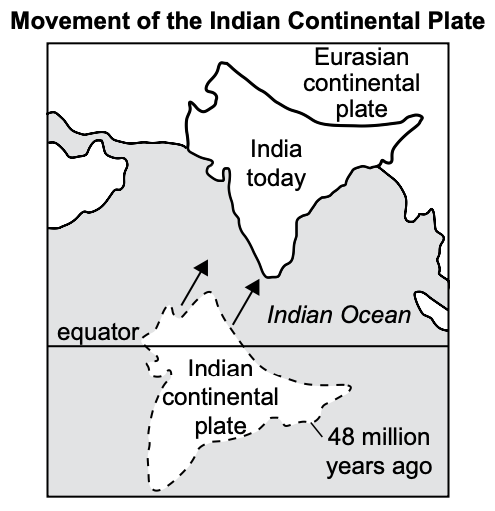 Movement of the Indian Continental Plate
Eurasian
continental
plate
India
today
Indian Ocean
equator
Indian
continental
plate
48 million
years ago